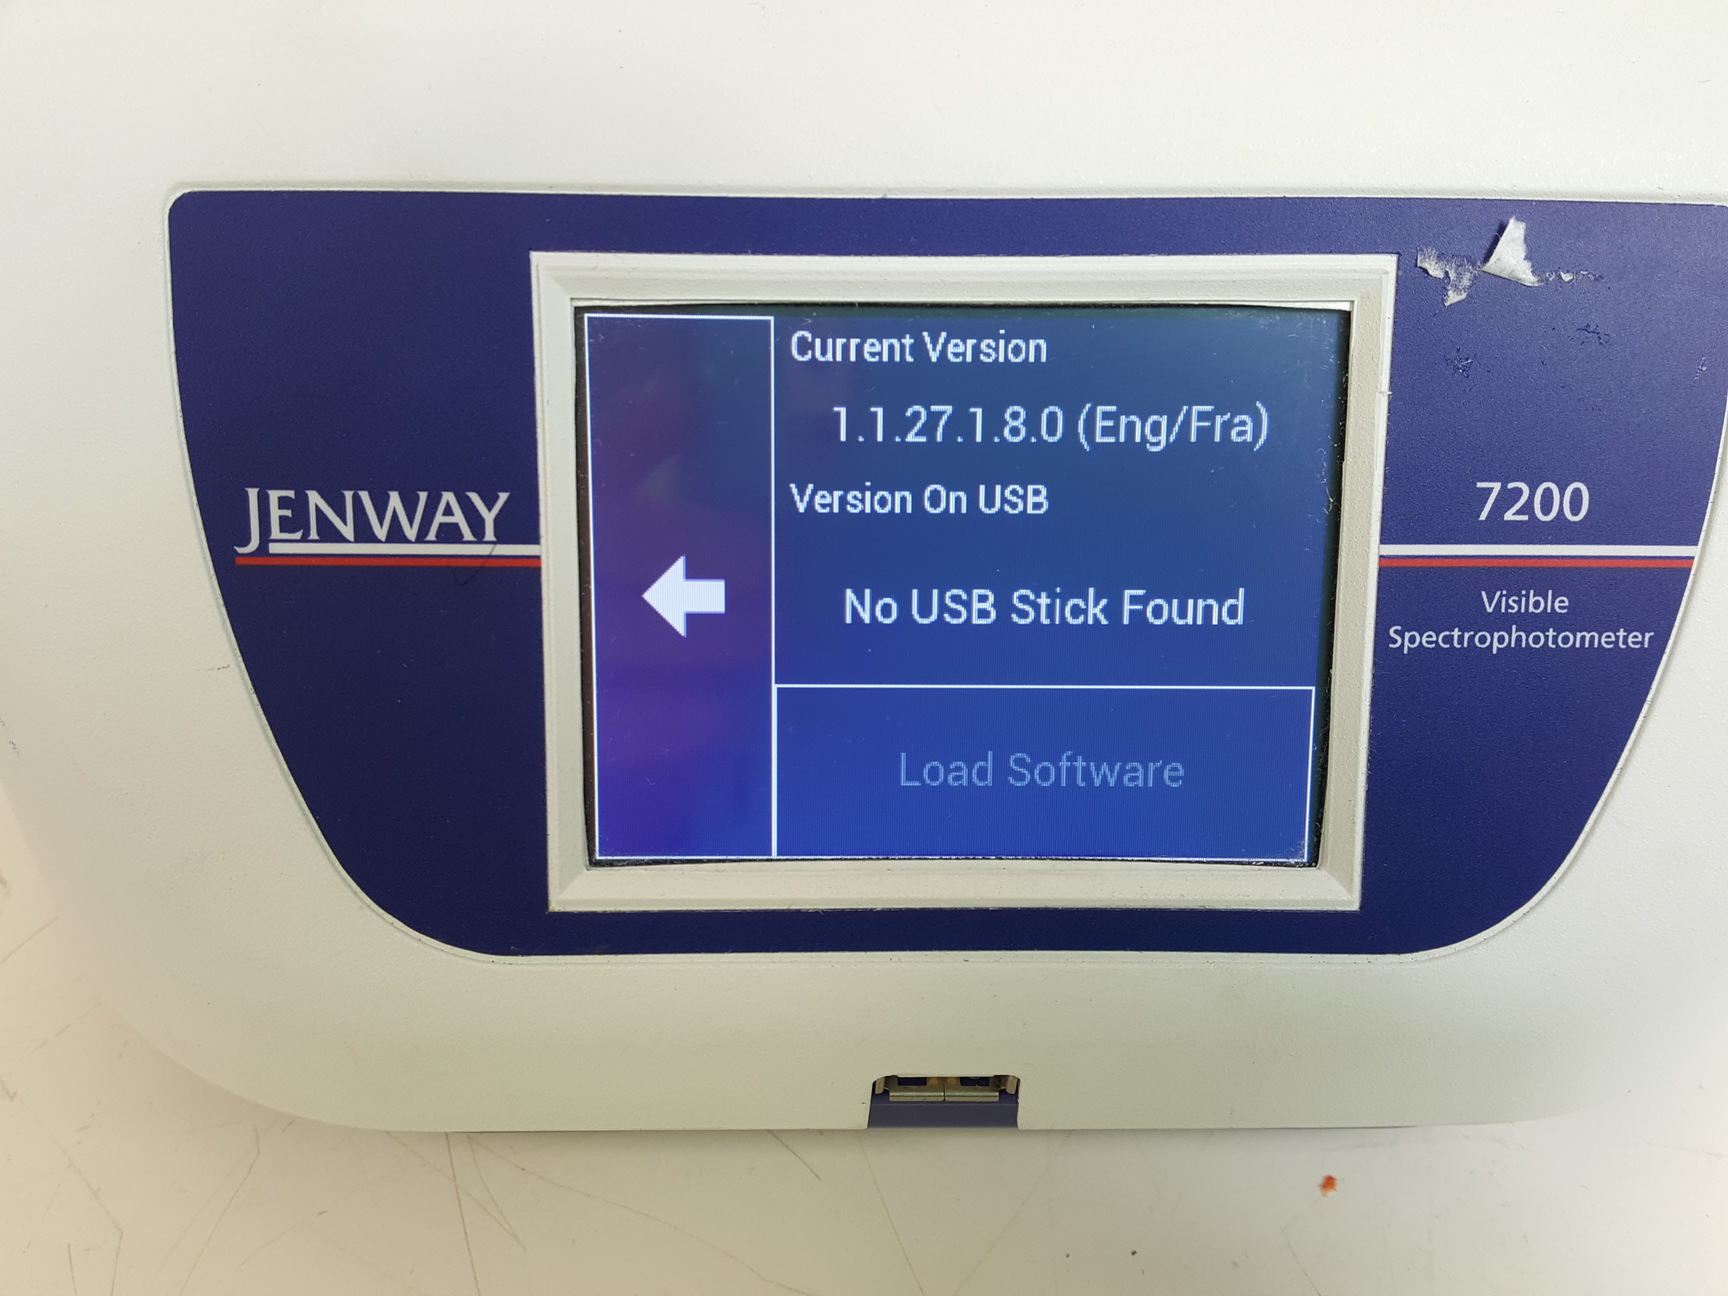 JENWAY
Current Version
1.1.27.1.8.0 (Eng/Fra)
Version On USB
No USB Stick Found
Load Software
7200
Visible
Spectrophotometer